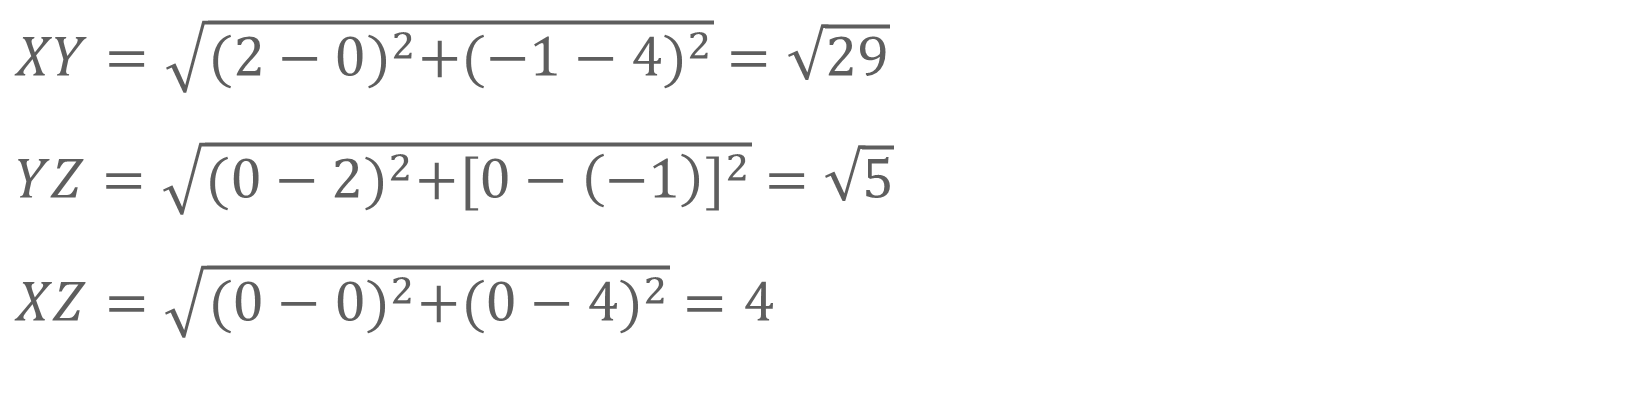 XY = √(2 − 0)²+(−1 − 4)² = √29
YZ = √(0 − 2)²+[0 − (−1)]² = √5
XZ = √(0 − 0)²+(0 − 4)² = 4